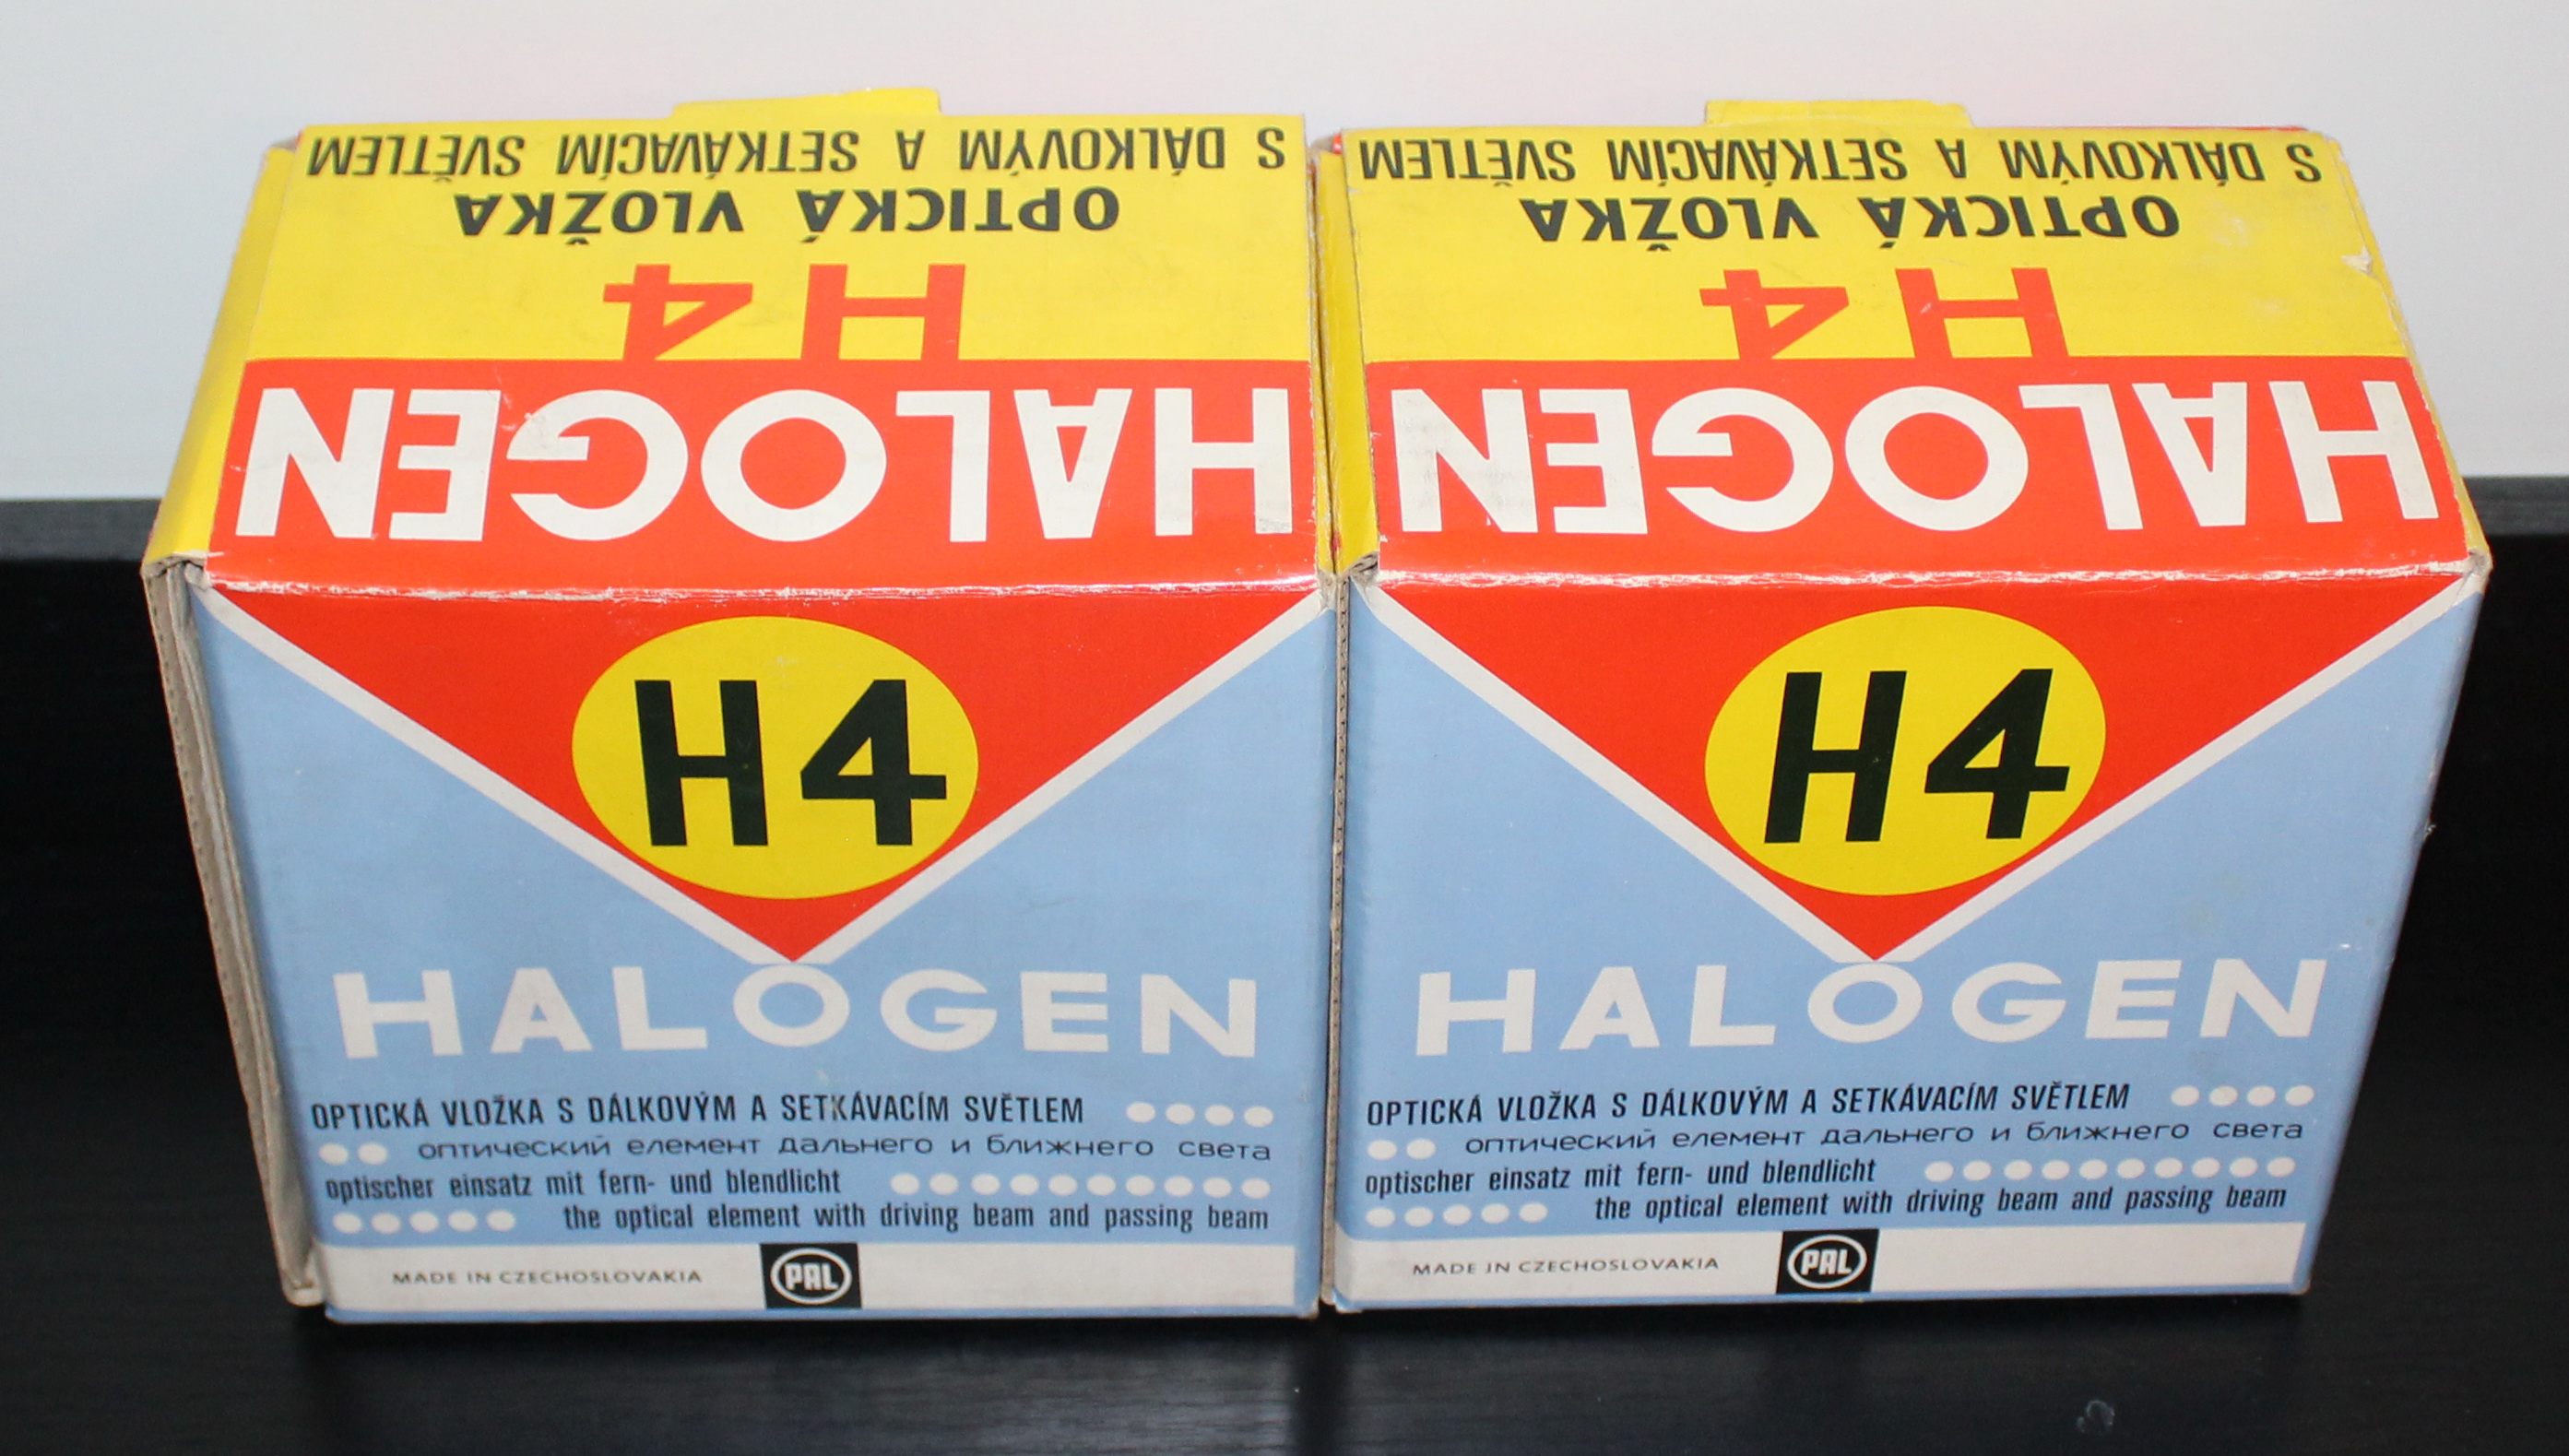 HALOGEN
H4
OPTICKÁ VLOŽKA
S DÁLKOVÝM A SETKÁVACÍM SVĚTLEM
H4
HALOGEN
OPTICKÁ VLOŽKA S DÁLKOVÝM A SETKÁVACÍM SVĚTLEM
оптический елемент дальнего и ближнего света
optischer einsatz mit fern- und blendlicht
the optical element with driving beam and passing beam
MADE IN CZECHOSLOVAKIA PAL
HALOGEN
H4
OPTICKÁ VLOŽKA
S DÁLKOVÝM A SETKÁVACÍM SVĚTLEM
H4
HALOGEN
OPTICKÁ VLOŽKA S DÁLKOVÝM A SETKÁVACÍM SVĚTLEM
оптический елемент дальнего и ближнего света
optischer einsatz mit fern- und blendlicht
the optical element with driving beam and passing beam
MADE IN CZECHOSLOVAKIA PAL